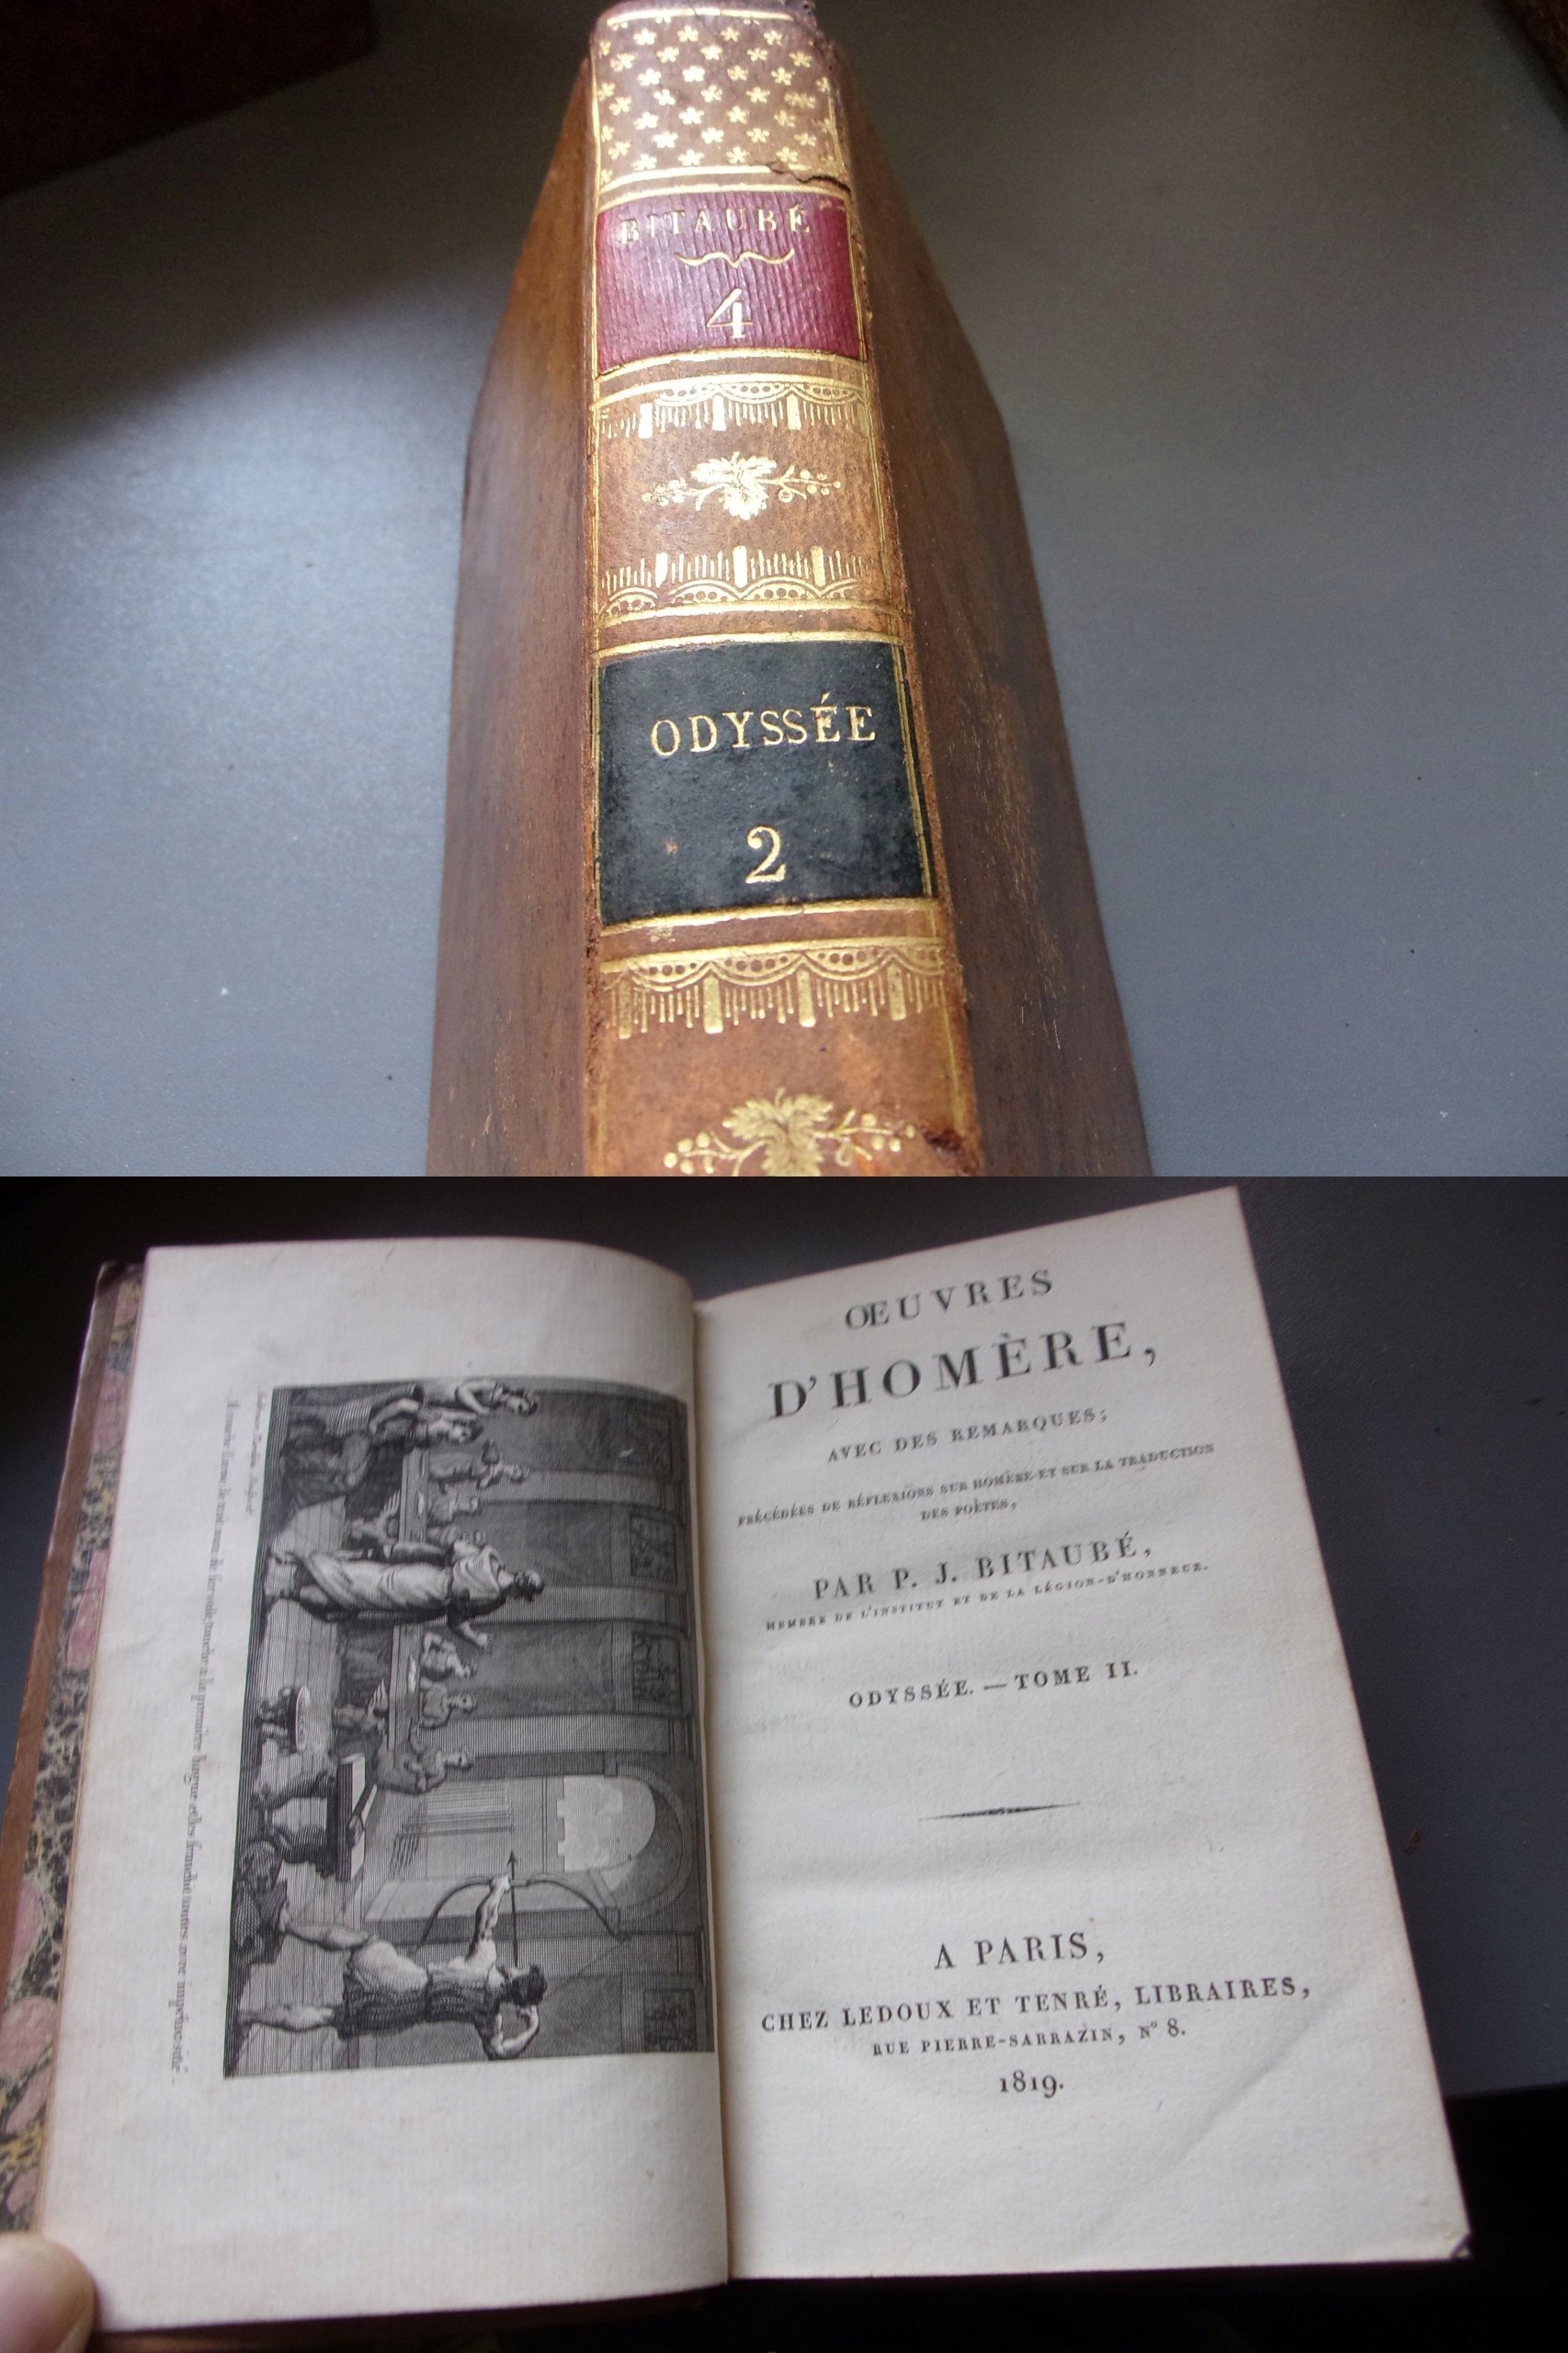 BITAUBÉ
4
ODYSSÉE
2
ŒUVRES
D'HOMÈRE,
AVEC DES REMARQUES;
PRÉCÉDÉES DE RÉFLEXIONS SUR HOMÈRE ET SUR LA TRADUCTION
DES POËTES,
PAR P. J. BITAUBÉ,
MEMBRE DE L'INSTITUT ET DE LA LÉGION-D'HONNEUR.
ODYSSÉE. — TOME II.
A PARIS,
CHEZ LEDOUX ET TENRÉ, LIBRAIRES,
RUE PIERRE-SARRAZIN, Nº 8.
1819.